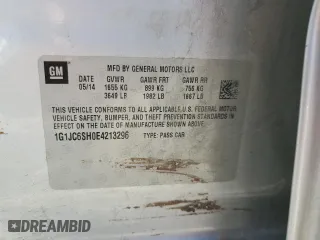 GM
MFD BY GENERAL MOTORS LLC
DATE GVWR GAWR FRT GAWR RR
05/14 1655 KG 899 KG 756 KG
3649 LB 1982 LB 1667 LB
THIS VEHICLE CONFORMS TO ALL APPLICABLE U.S. FEDERAL MOTOR
VEHICLE SAFETY, BUMPER, AND THEFT PREVENTION STANDARDS IN
EFFECT ON THE DATE OF MANUFACTURE SHOWN ABOVE.
1G1JC6SH0E4213296 TYPE: PASS CAR
DREAMBID
DREAMBID.COM